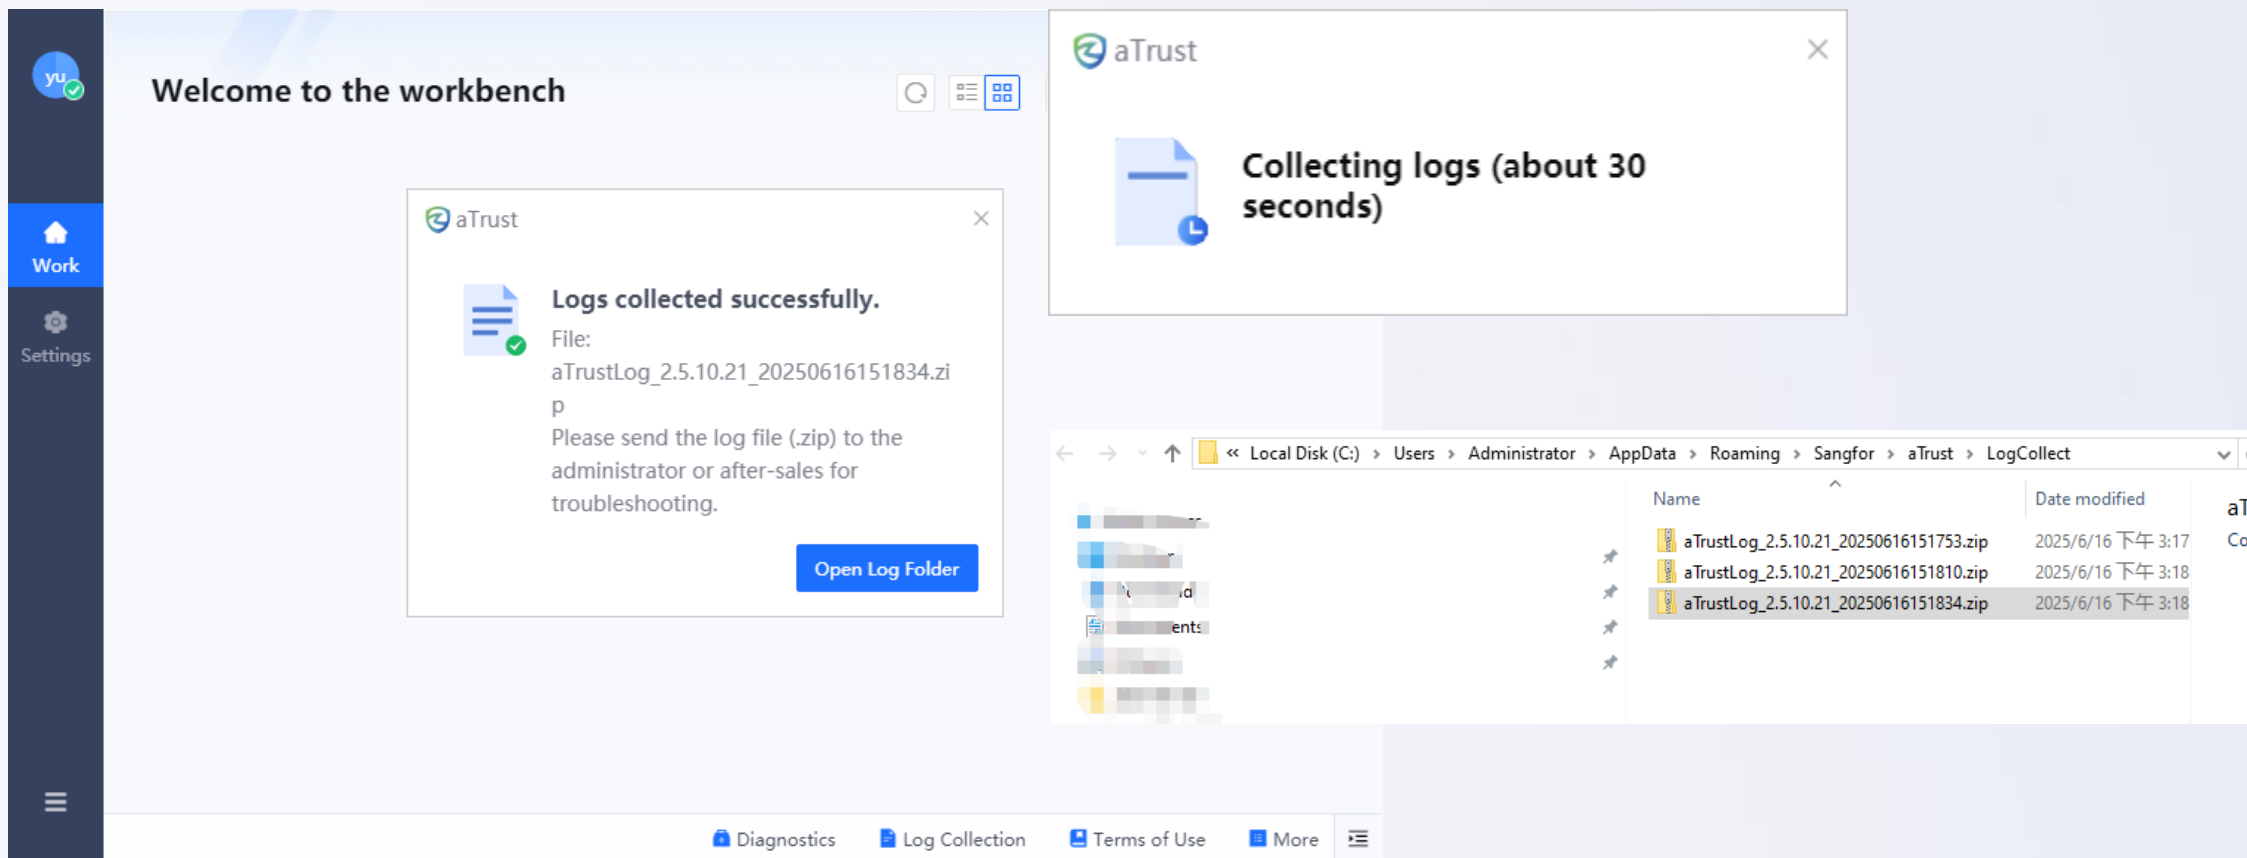 yu
Welcome to the workbench
Work
Settings
aTrust
Logs collected successfully.
File:
aTrustLog_2.5.10.21_20250616151834.zi
p
Please send the log file (.zip) to the
administrator or after-sales for
troubleshooting.
Open Log Folder
Diagnostics
Log Collection
Terms of Use
More
aTrust
Collecting logs (about 30
seconds)
« Local Disk (C:) › Users › Administrator › AppData › Roaming › Sangfor › aTrust › LogCollect
Name Date modified
aTrustLog_2.5.10.21_20250616151753.zip 2025/6/16 下午 3:17
aTrustLog_2.5.10.21_20250616151810.zip 2025/6/16 下午 3:18
aTrustLog_2.5.10.21_20250616151834.zip 2025/6/16 下午 3:18